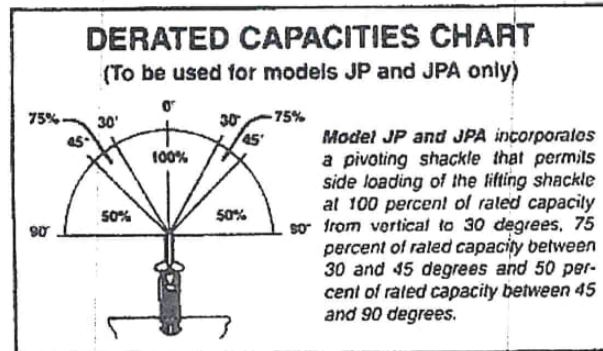 DERATED CAPACITIES CHART
(To be used for models JP and JPA only)
0°
75% 30° 30° 75%
45° 45°
100%
50% 50%
90° 90°
Model JP and JPA incorporates
a pivoting shackle that permits
side loading of the lifting shackle
at 100 percent of rated capacity
from vertical to 30 degrees, 75
percent of rated capacity between
30 and 45 degrees and 50 per-
cent of rated capacity between 45
and 90 degrees.